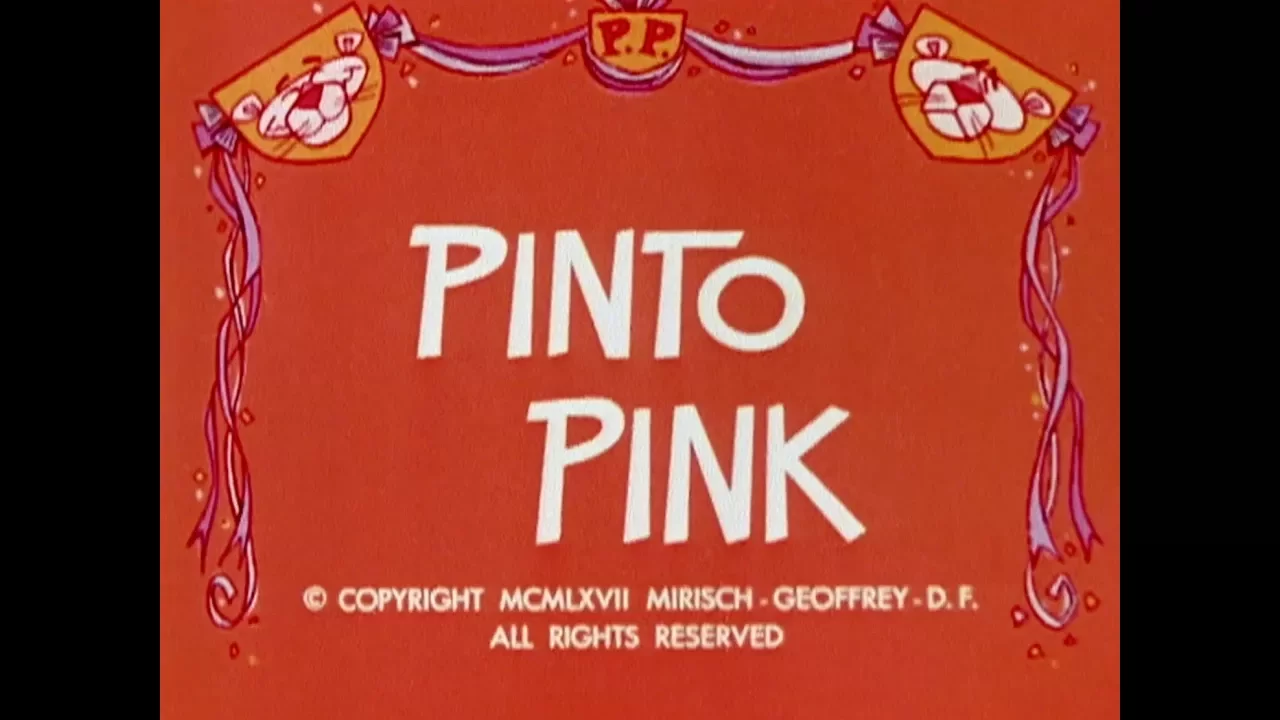 P. P.
PINTO
PINK
© COPYRIGHT MCMLXVII MIRISCH-GEOFFREY-D. F.
ALL RIGHTS RESERVED